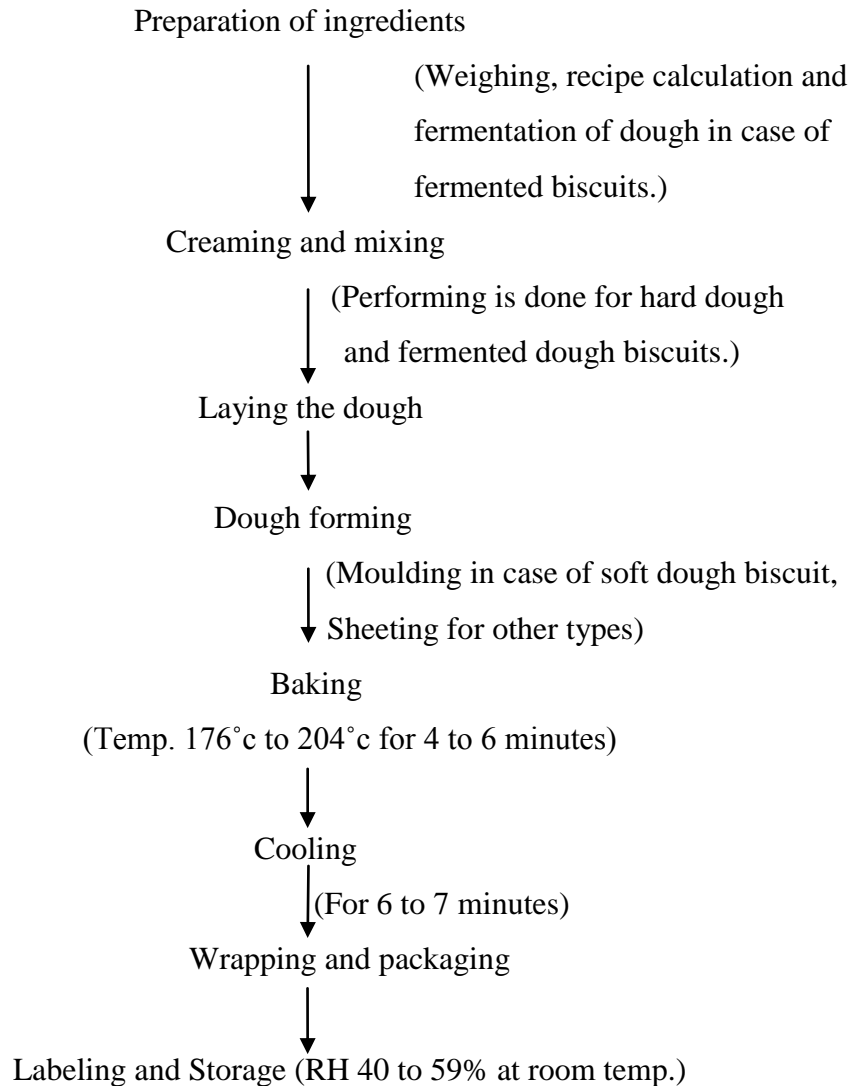 Preparation of ingredients
(Weighing, recipe calculation and
fermentation of dough in case of
fermented biscuits.)
Creaming and mixing
(Performing is done for hard dough
and fermented dough biscuits.)
Laying the dough
Dough forming
(Moulding in case of soft dough biscuit,
Sheeting for other types)
Baking
(Temp. 176˚c to 204˚c for 4 to 6 minutes)
Cooling
(For 6 to 7 minutes)
Wrapping and packaging
Labeling and Storage (RH 40 to 59% at room temp.)